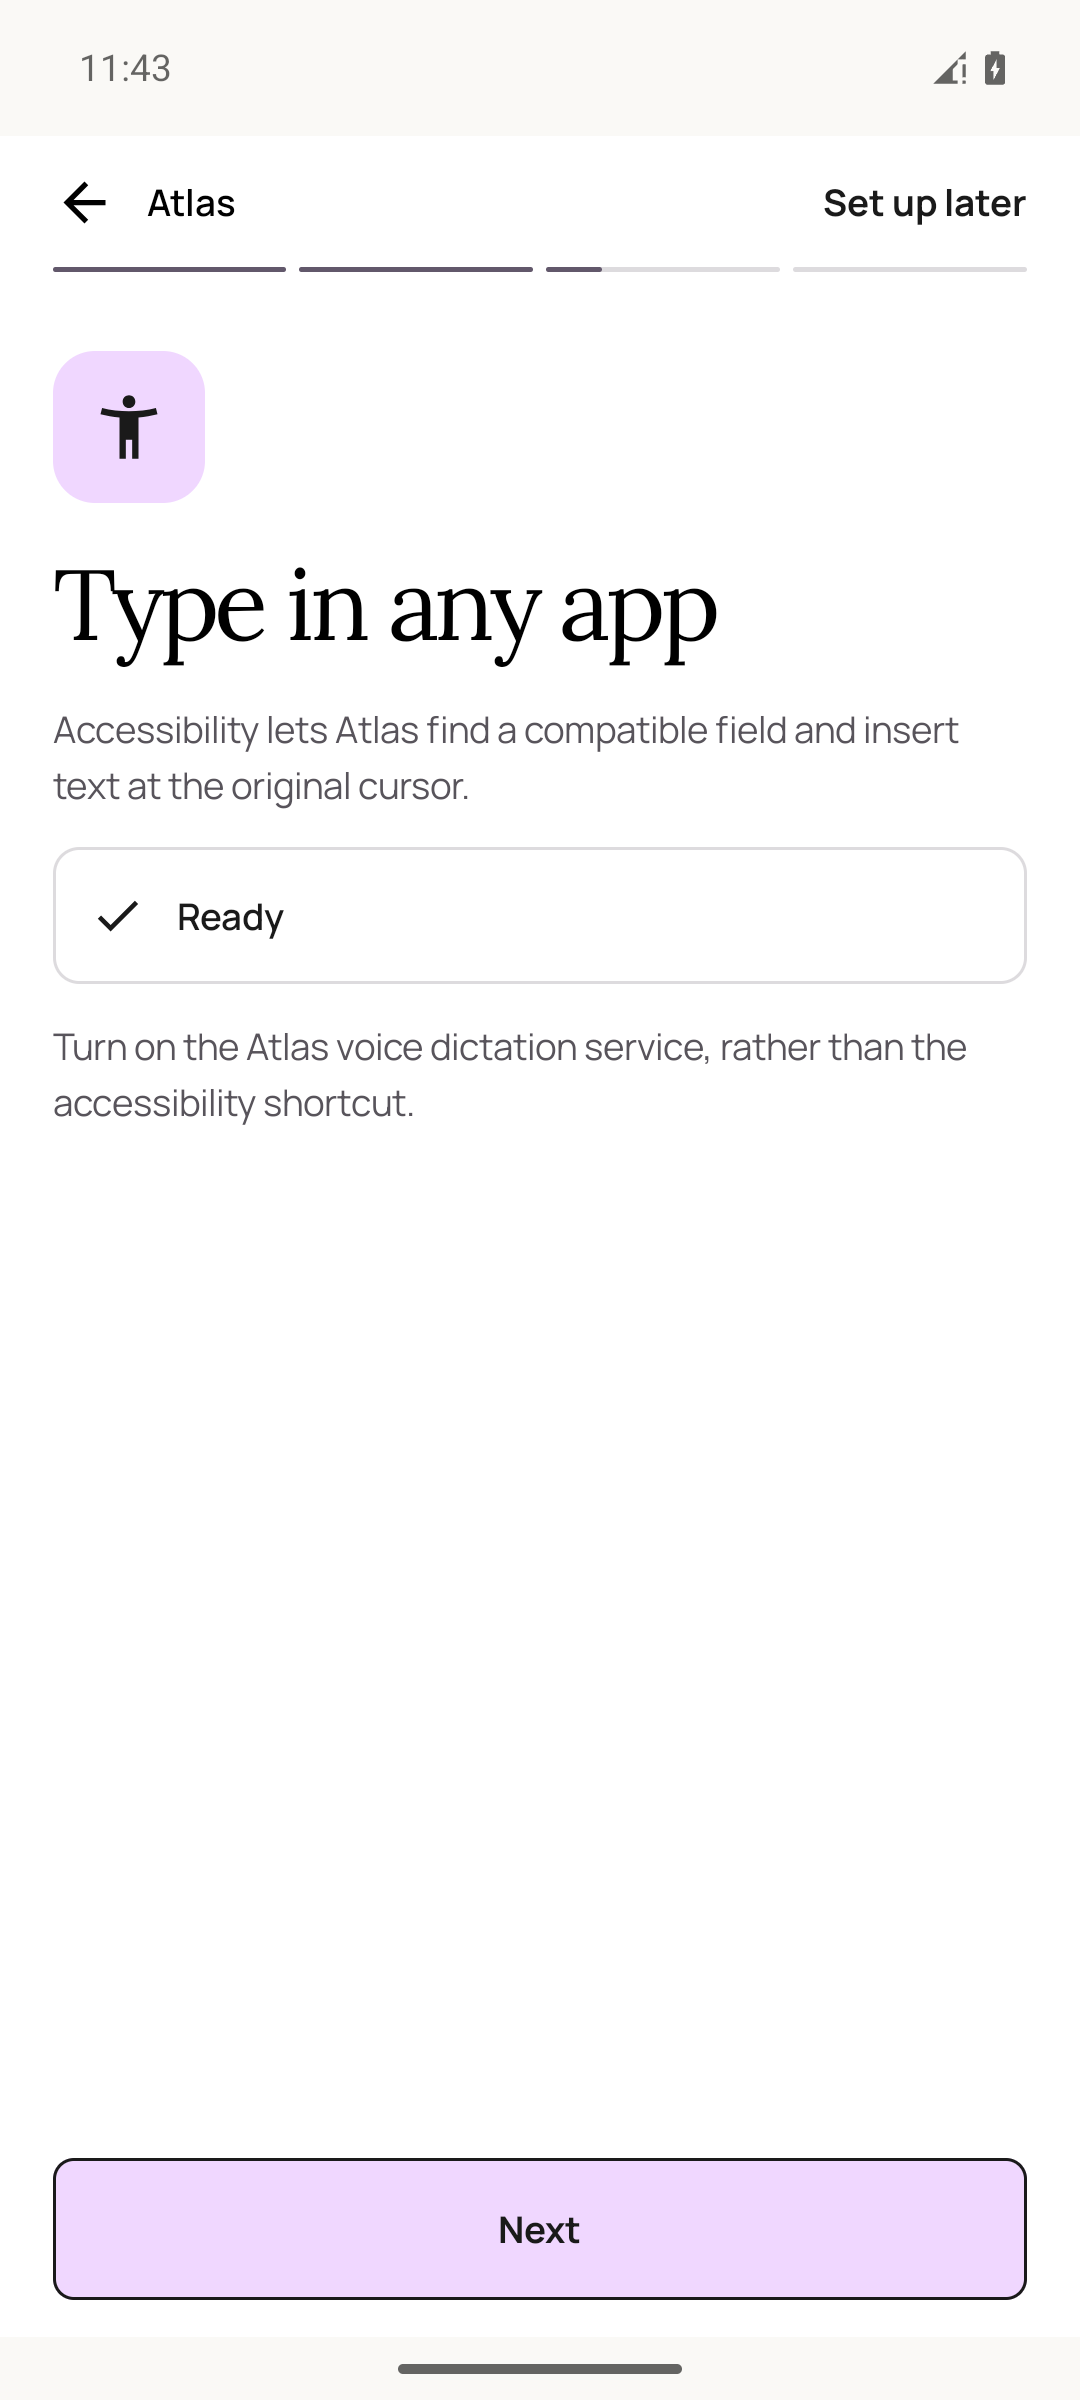 11:43
Atlas
Set up later
Type in any app
Accessibility lets Atlas find a compatible field and insert
text at the original cursor.
Ready
Turn on the Atlas voice dictation service, rather than the
accessibility shortcut.
Next